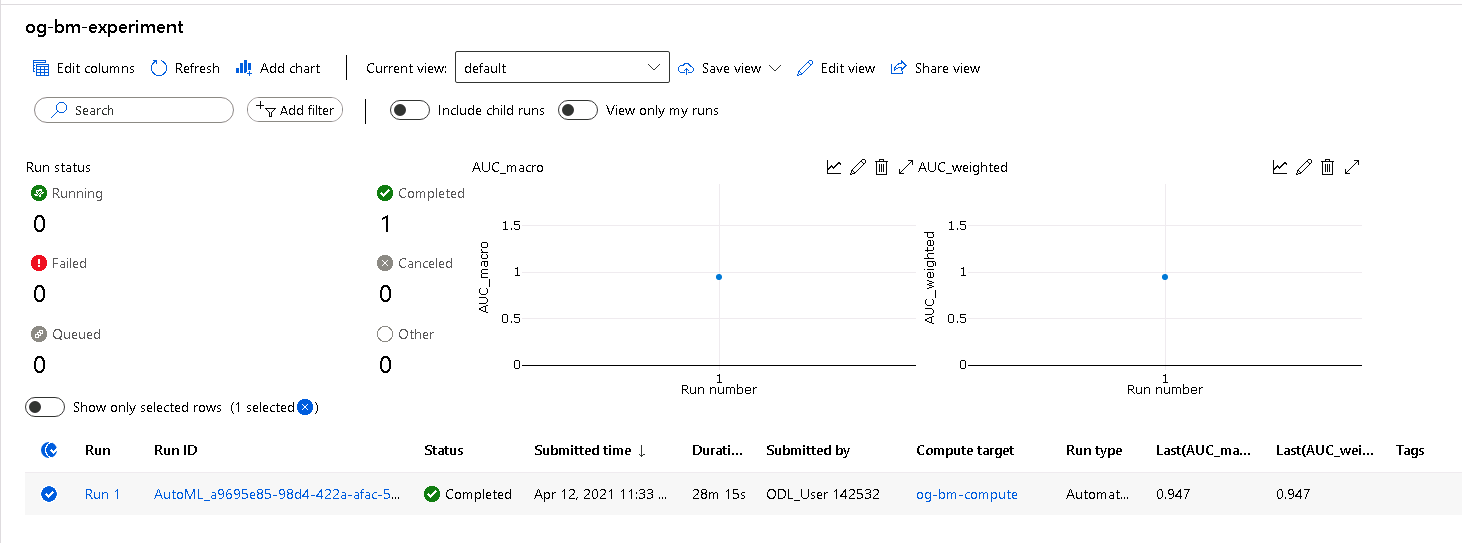 og-bm-experiment
Edit columns Refresh Add chart Current view: default Save view Edit view Share view
Search Add filter Include child runs View only my runs
Run status
Running Completed
0 1
Failed Canceled
0 0
Queued Other
0 0
AUC_macro
AUC_macro
1.5
1
0.5
0
1
Run number
AUC_weighted
AUC_weighted
1.5
1
0.5
0
1
Run number
Show only selected rows (1 selected )
Run Run ID Status Submitted time ↓ Durati... Submitted by Compute target Run type Last(AUC_ma... Last(AUC_wei... Tags
Run 1 AutoML_a9695e85-98d4-422a-afac-5... Completed Apr 12, 2021 11:33 ... 28m 15s ODL_User 142532 og-bm-compute Automat... 0.947 0.947